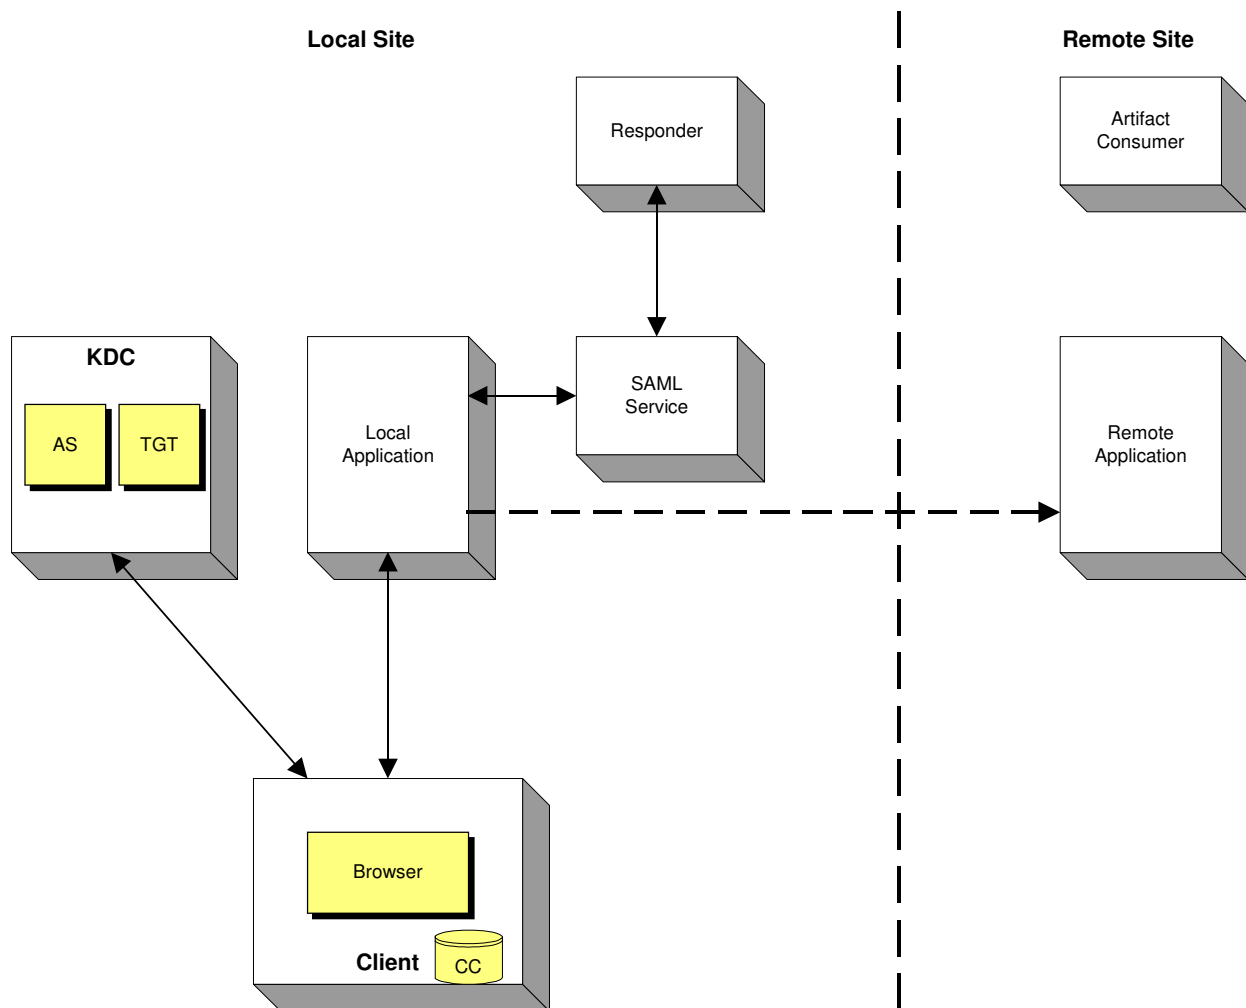 Local Site
Remote Site
Responder
Artifact
Consumer
KDC
AS
TGT
Local
Application
SAML
Service
Remote
Application
Browser
Client
CC